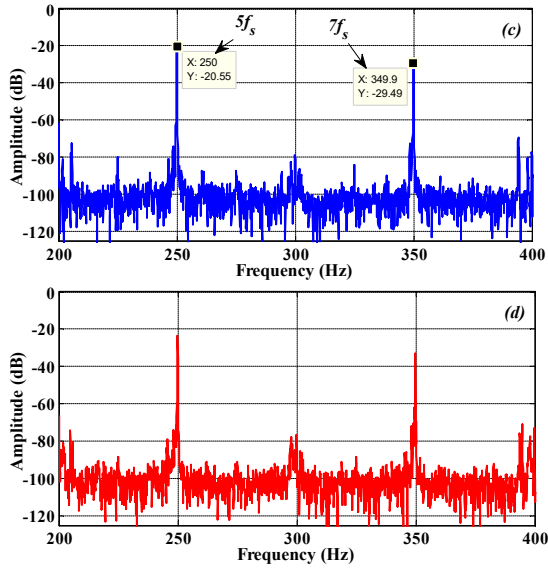 0
5fs
7fs
(c)
-20
X: 250
Y: -20.55
X: 349.9
Y: -29.49
-40
-60
-80
-100
-120
Amplitude (dB)
200
250
300
350
400
Frequency (Hz)
0
(d)
-20
-40
-60
-80
-100
-120
Amplitude (dB)
200
250
300
350
400
Frequency (Hz)